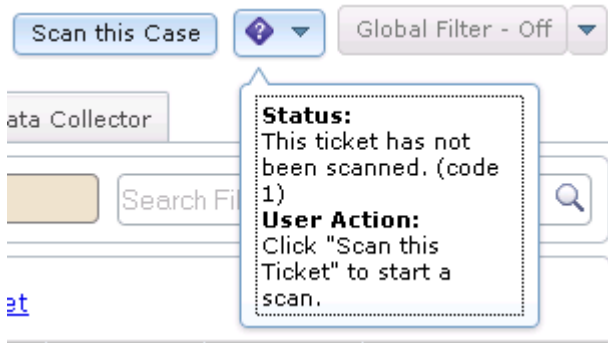 Scan this Case
?
Global Filter - Off
ata Collector
Status:
This ticket has not
been scanned. (code
1)
User Action:
Click "Scan this
Ticket" to start a
scan.
Search Fil
et